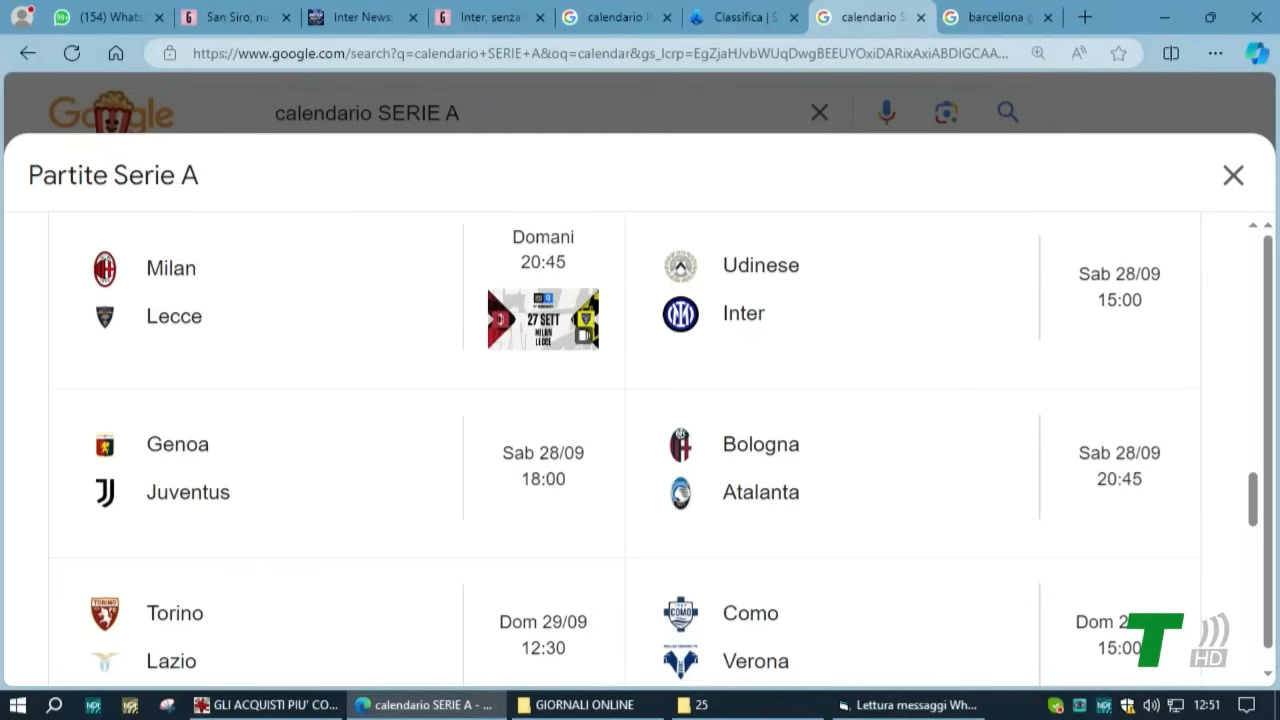 (154) Whats
San Siro, nu
Inter News:
Inter, senza
calendario I
Classifica | S
calendario S
barcellona g
https://www.google.com/search?q=calendario+SERIE+A&oq=calendar&gs_lcrp=EgZjaHJvbWUqDwgBEEUYOxiDARixAxiABDIGCAA...
Google
calendario SERIE A
Partite Serie A
Milan
Lecce
Domani
20:45
27 SETT
MILAN
LECCE
Udinese
Inter
Sab 28/09
15:00
Genoa
Juventus
Sab 28/09
18:00
Bologna
Atalanta
Sab 28/09
20:45
TORINO
Torino
Lazio
Dom 29/09
12:30
COMO
Como
Verona
Dom 2
15:00
T HD
GLI ACQUISTI PIU' CO...
calendario SERIE A - ...
GIORNALI ONLINE
25
Lettura messaggi Wh...
12:51